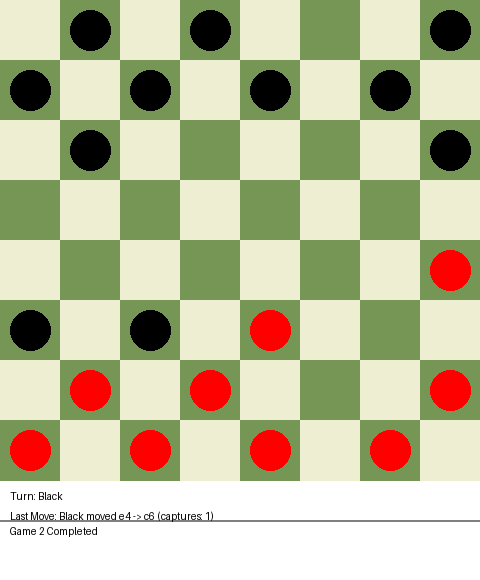 Turn: Black
Last Move: Black moved e4 -> c6 (captures: 1)
Game 2 Completed